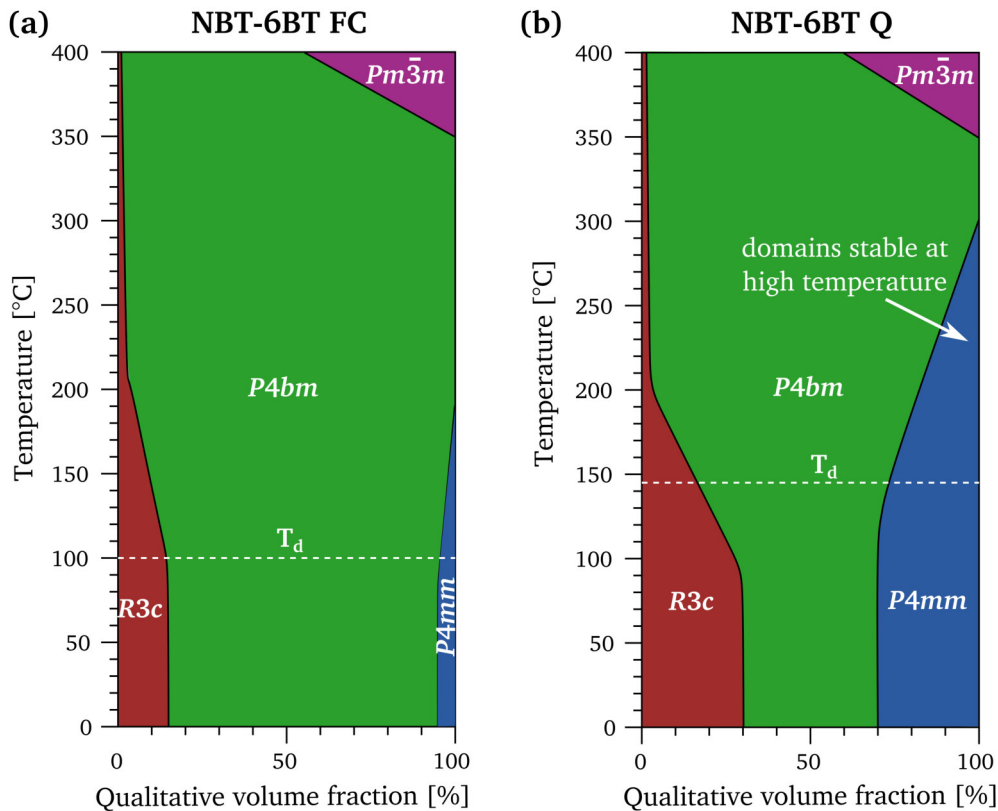 (a) NBT-6BT FC
400
350
300
250
200
150
100
50
0
Temperature [°C]
Pm3̄m
P4bm
T_d
R3c
P4mm
0 50 100
Qualitative volume fraction [%]
(b) NBT-6BT Q
400
350
300
250
200
150
100
50
0
Temperature [°C]
Pm3̄m
domains stable at
high temperature
P4bm
T_d
R3c
P4mm
0 50 100
Qualitative volume fraction [%]